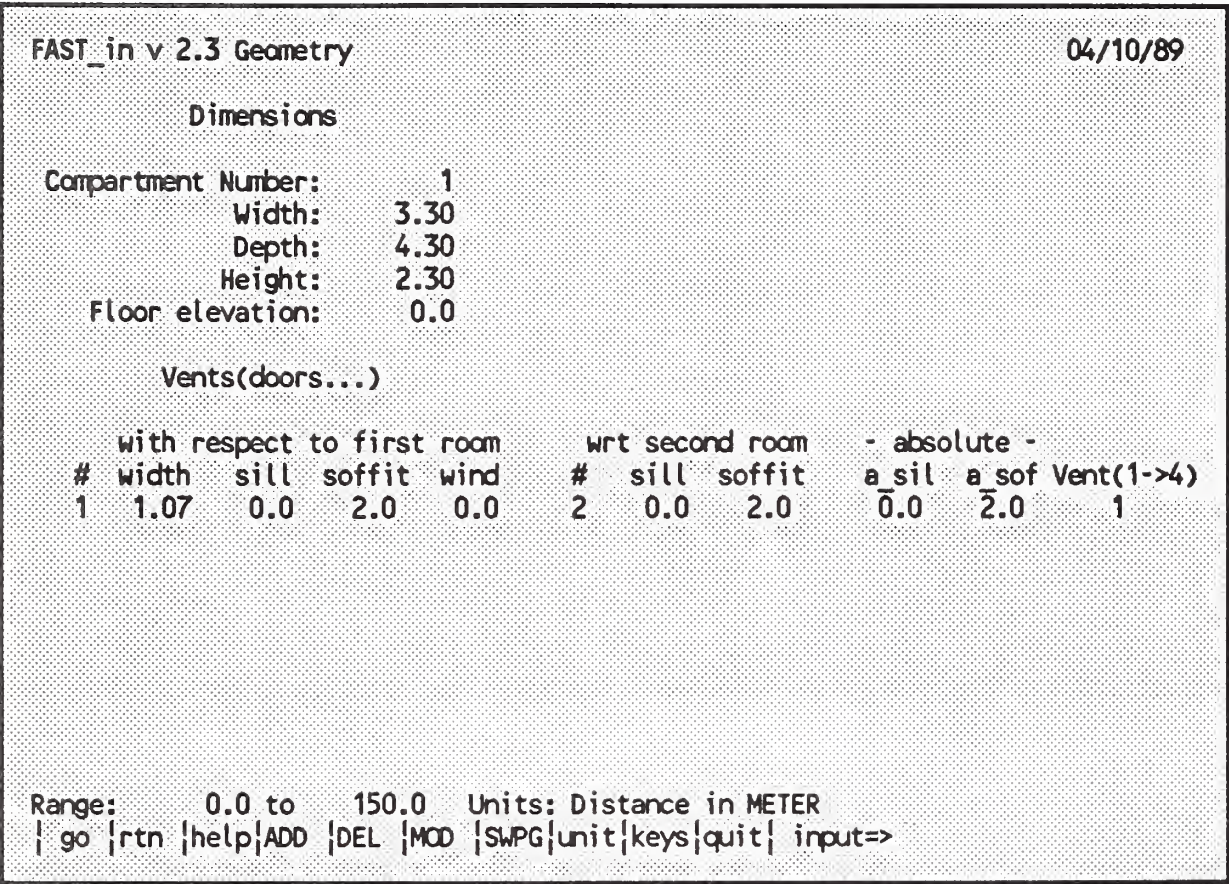 FAST_in v 2.3 Geometry 04/10/89
Dimensions
Compartment Number: 1
Width: 3.30
Depth: 4.30
Height: 2.30
Floor elevation: 0.0
Vents(doors...)
with respect to first room wrt second room - absolute -
# width sill soffit wind # sill soffit a_sil a_sof Vent(1->4)
1 1.07 0.0 2.0 0.0 2 0.0 2.0 0.0 2.0 1
Range: 0.0 to 150.0 Units: Distance in METER
| go |rtn |help|ADD |DEL |MOD |SWPG|unit|keys|quit| input=>